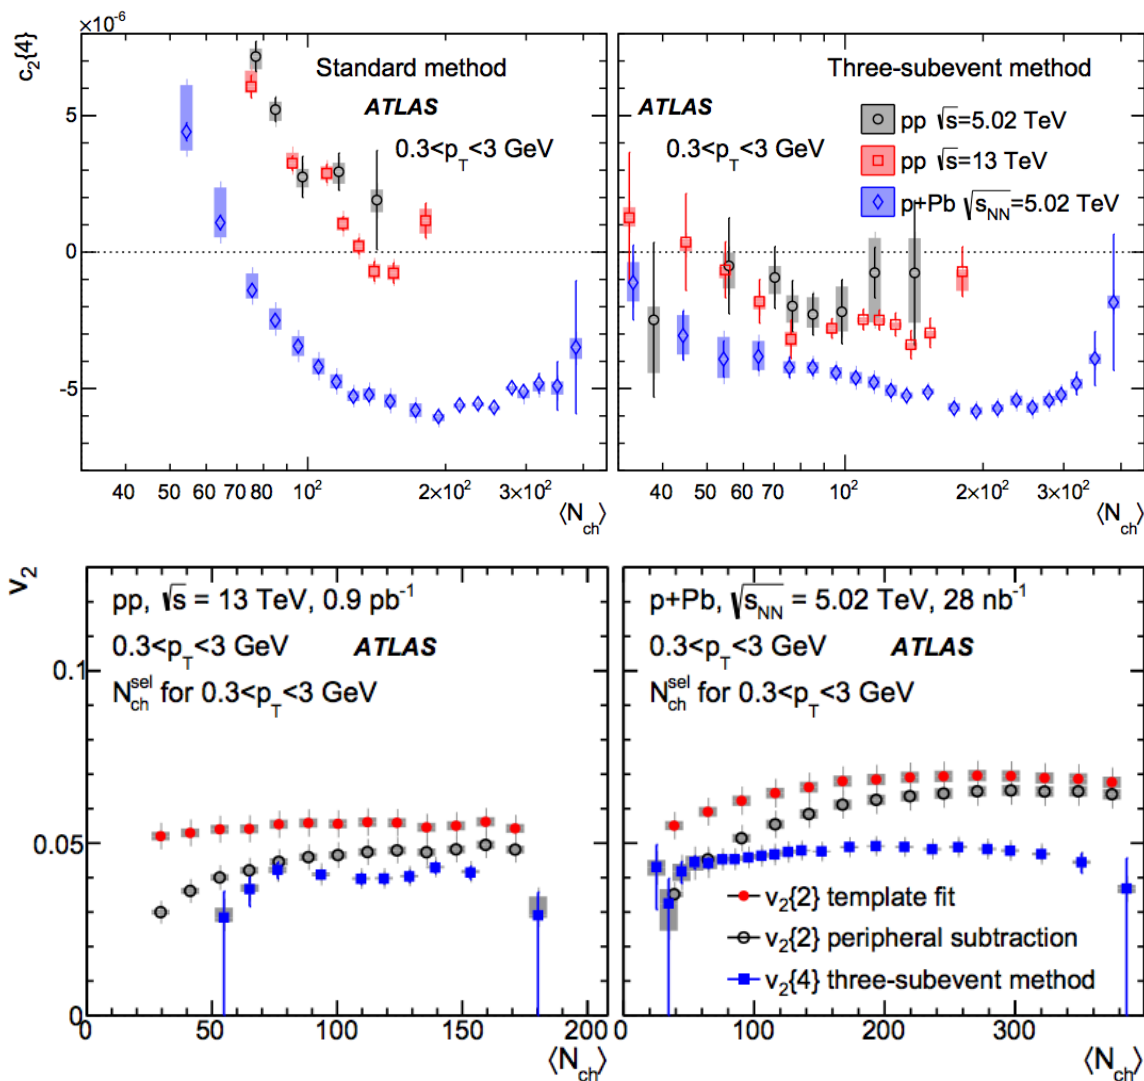 ×10⁻⁶
c₂{4}
Standard method
ATLAS
0.3<p_T<3 GeV
5
0
−5
40 50 60 70 80 10² 2×10² 3×10²
⟨N_ch⟩
Three-subevent method
ATLAS
0.3<p_T<3 GeV
pp √s=5.02 TeV
pp √s=13 TeV
p+Pb √s_NN=5.02 TeV
40 50 60 70 10² 2×10² 3×10²
⟨N_ch⟩
v₂
pp, √s = 13 TeV, 0.9 pb⁻¹
0.3<p_T<3 GeV ATLAS
N_ch^sel for 0.3<p_T<3 GeV
0.1
0.05
0
0 50 100 150 200
⟨N_ch⟩
p+Pb, √s_NN = 5.02 TeV, 28 nb⁻¹
0.3<p_T<3 GeV ATLAS
N_ch^sel for 0.3<p_T<3 GeV
v₂{2} template fit
v₂{2} peripheral subtraction
v₂{4} three-subevent method
0 100 200 300
⟨N_ch⟩